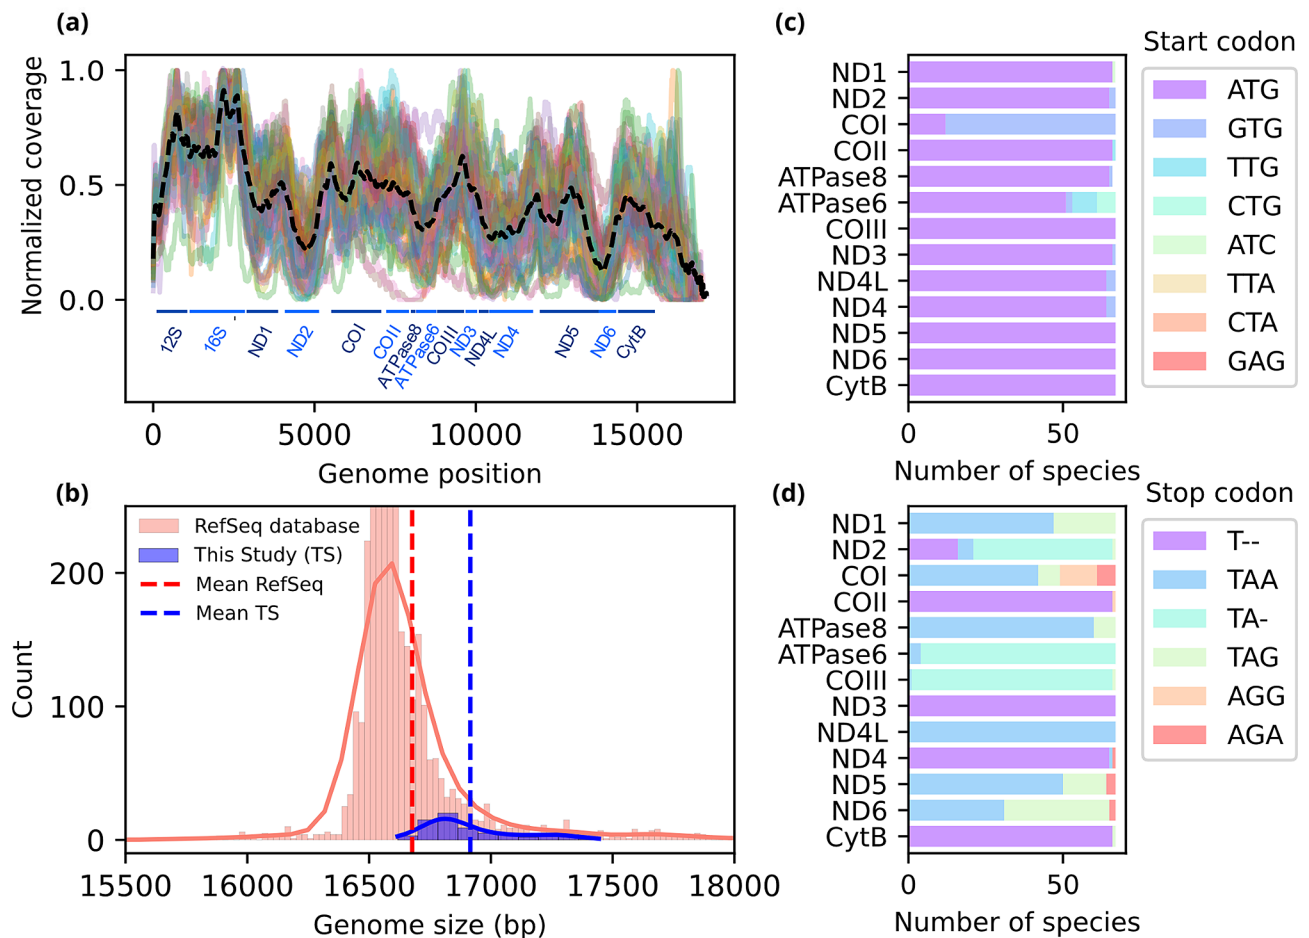 (a)
Normalized coverage
1.0
0.5
0.0
12S
16S
ND1
ND2
COI
COII
ATPase8
ATPase6
COIII
ND3
ND4L
ND4
ND5
ND6
CytB
0 5000 10000 15000
Genome position
(b)
Count
200
100
0
RefSeq database
This Study (TS)
Mean RefSeq
Mean TS
15500 16000 16500 17000 17500 18000
Genome size (bp)
(c)
ND1
ND2
COI
COII
ATPase8
ATPase6
COIII
ND3
ND4L
ND4
ND5
ND6
CytB
0 50
Number of species
Start codon
ATG
GTG
TTG
CTG
ATC
TTA
CTA
GAG
(d)
ND1
ND2
COI
COII
ATPase8
ATPase6
COIII
ND3
ND4L
ND4
ND5
ND6
CytB
0 50
Number of species
Stop codon
T--
TAA
TA-
TAG
AGG
AGA